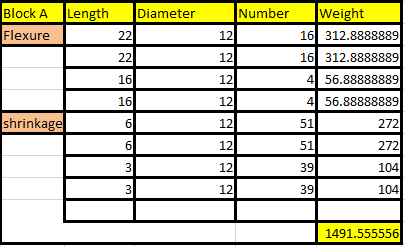 Block A Length Diameter Number Weight
Flexure 22 12 16 312.8888889
22 12 16 312.8888889
16 12 4 56.88888889
16 12 4 56.88888889
shrinkage 6 12 51 272
6 12 51 272
3 12 39 104
3 12 39 104
1491.555556